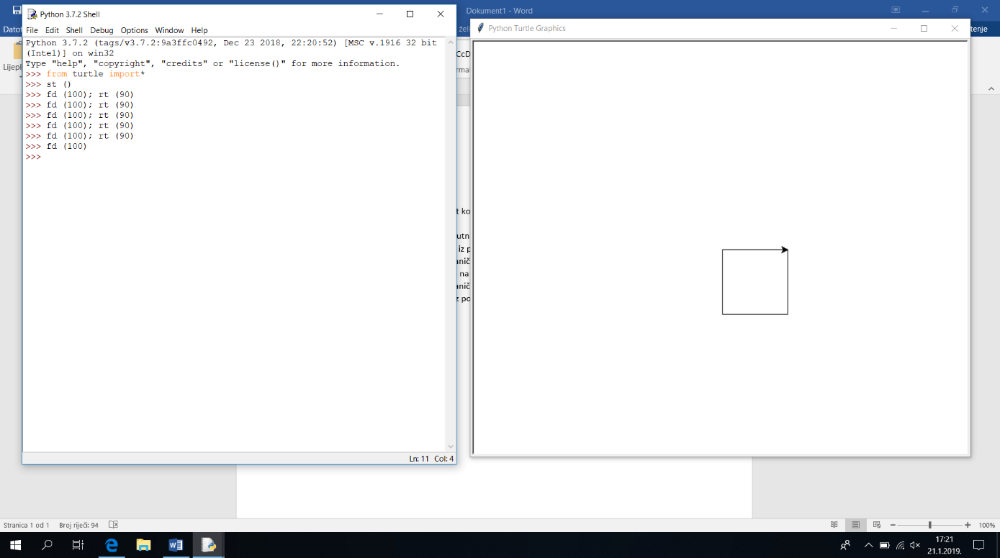 Dokument1 - Word
Python 3.7.2 Shell
File Edit Shell Debug Options Window Help
Python 3.7.2 (tags/v3.7.2:9a3ffc0492, Dec 23 2018, 22:20:52) [MSC v.1916 32 bit
(Intel)] on win32
Type "help", "copyright", "credits" or "license()" for more information.
>>> from turtle import*
>>> st ()
>>> fd (100); rt (90)
>>> fd (100); rt (90)
>>> fd (100); rt (90)
>>> fd (100); rt (90)
>>> fd (100); rt (90)
>>> fd (100)
>>>
Ln: 11 Col: 4
Python Turtle Graphics
Datot
Lijepl
žel
tenje
CcD
rmal
t ko
utn
iz p
anič
na
anič
z po
Stranica 1 od 1 Broj riječi: 94
100%
17:21
21.1.2019.